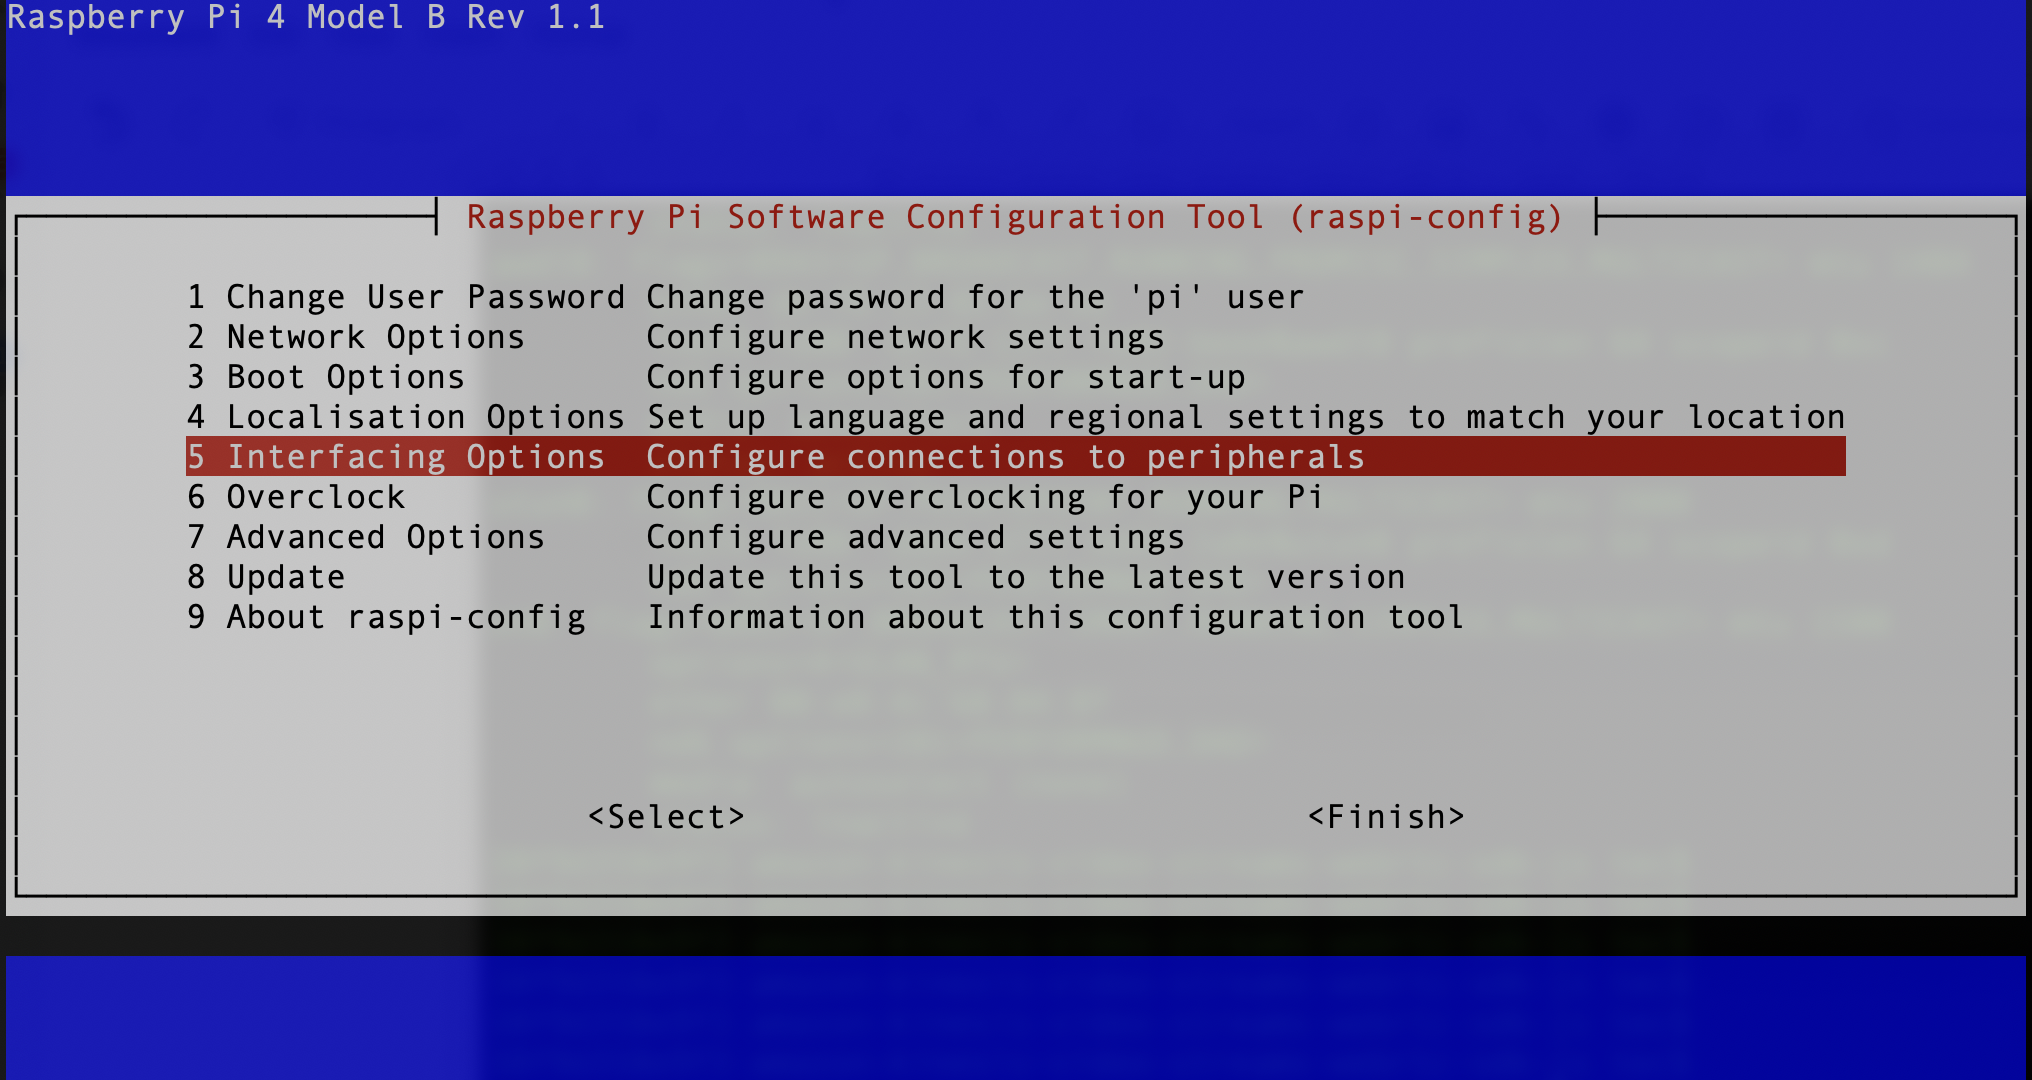 Raspberry Pi 4 Model B Rev 1.1
Raspberry Pi Software Configuration Tool (raspi-config)
1 Change User Password Change password for the 'pi' user
2 Network Options Configure network settings
3 Boot Options Configure options for start-up
4 Localisation Options Set up language and regional settings to match your location
5 Interfacing Options Configure connections to peripherals
6 Overclock Configure overclocking for your Pi
7 Advanced Options Configure advanced settings
8 Update Update this tool to the latest version
9 About raspi-config Information about this configuration tool
<Select> <Finish>